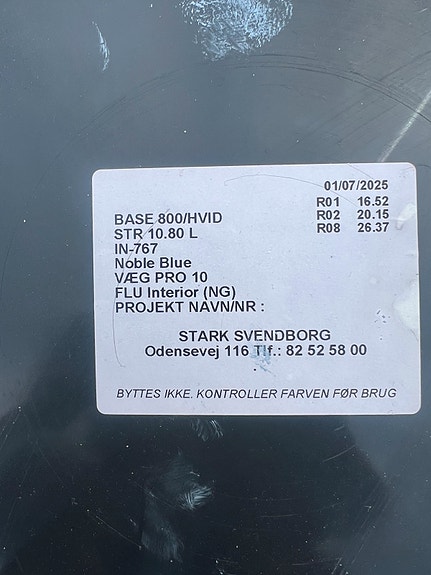 01/07/2025
R01 16.52
R02 20.15
R08 26.37
BASE 800/HVID
STR 10.80 L
IN-767
Noble Blue
VÆG PRO 10
FLU Interior (NG)
PROJEKT NAVN/NR :
STARK SVENDBORG
Odensevej 116 Tlf.: 82 52 58 00
BYTTES IKKE. KONTROLLER FARVEN FØR BRUG